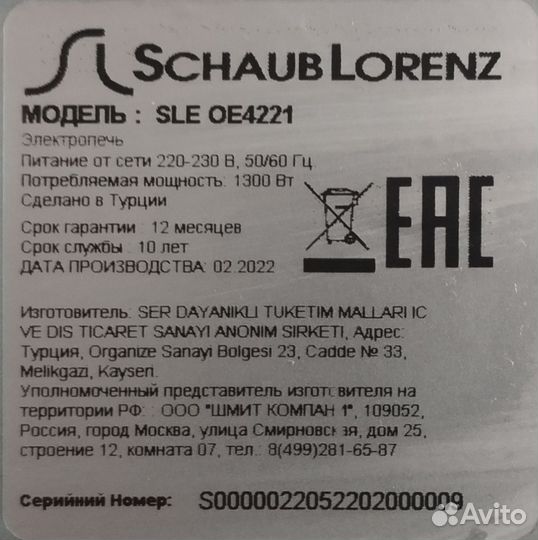 SCHAUB LORENZ
МОДЕЛЬ : SLE OE4221
Электропечь
Питание от сети 220-230 В, 50/60 Гц.
Потребляемая мощность: 1300 Вт
Сделано в Турции
EAC
Срок гарантии : 12 месяцев
Срок службы : 10 лет
ДАТА ПРОИЗВОДСТВА: 02.2022
Изготовитель: SER DAYANIKLI TUKETIM MALLARI IC
VE DIS TICARET SANAYI ANONIM SIRKETI, Адрес:
Турция, Organize Sanayi Bolgesi 23, Cadde № 33,
Melikgazi, Kayseri.
Уполномоченный представитель изготовителя на
территории РФ: : ООО "ШМИТ 1", 109052,
Россия, город Москва, улица Смирновская, дом 25,
строение 12, комната 07, тел.: 8(499)281-65-87
Серийный Номер: S0000022052202000009
Avito